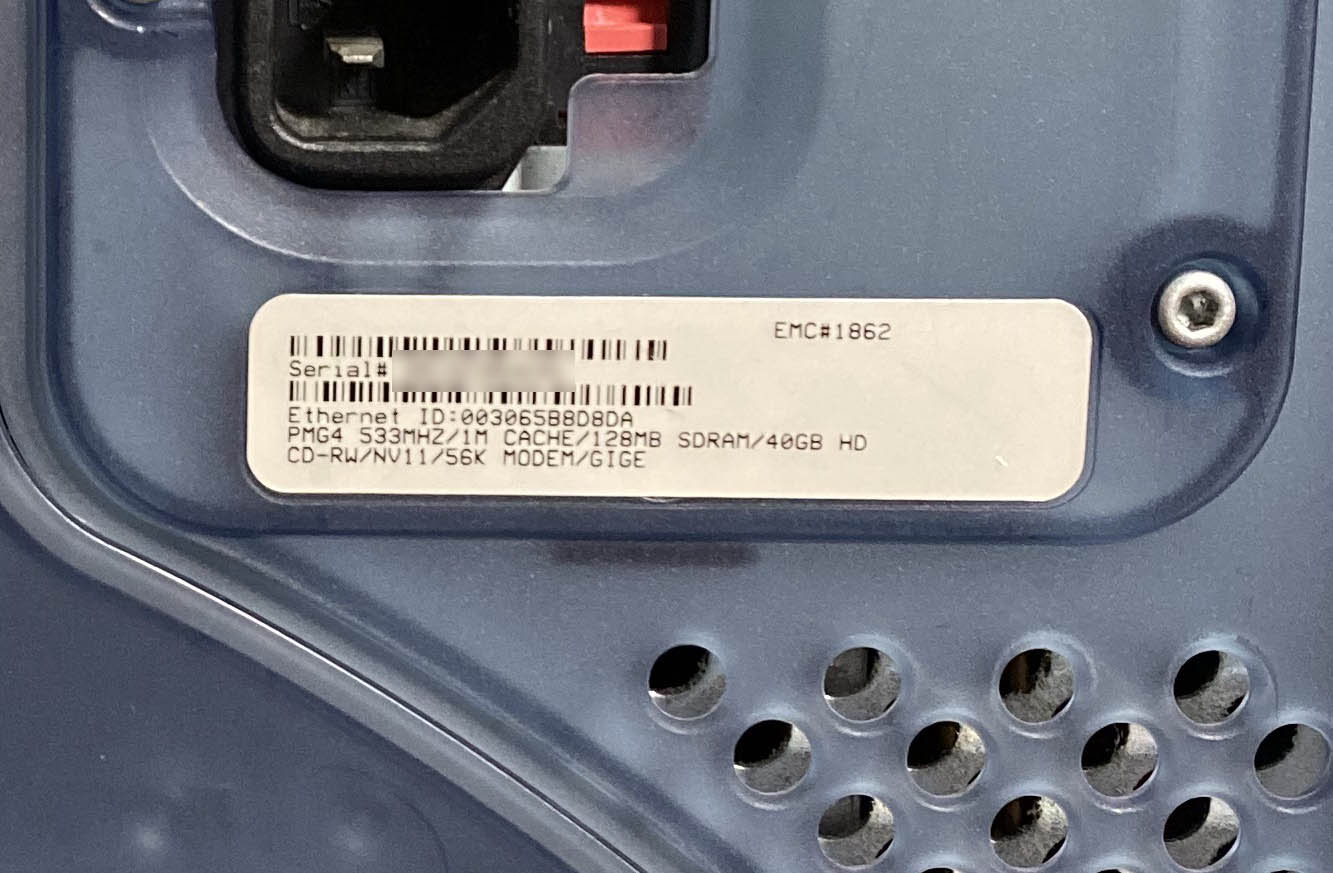 EMC#1862
Serial#
Ethernet ID:003065B8D8DA
PMG4 533MHZ/1M CACHE/128MB SDRAM/40GB HD
CD-RW/NV11/56K MODEM/GIGE